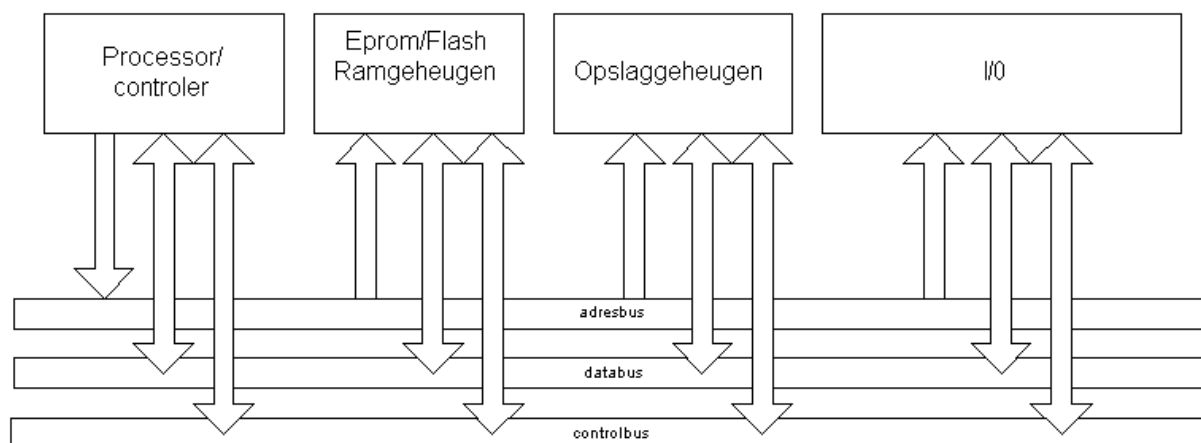 Processor/
controler
Eprom/Flash
Ramgeheugen
Opslaggeheugen
I/0
adresbus
databus
controlbus